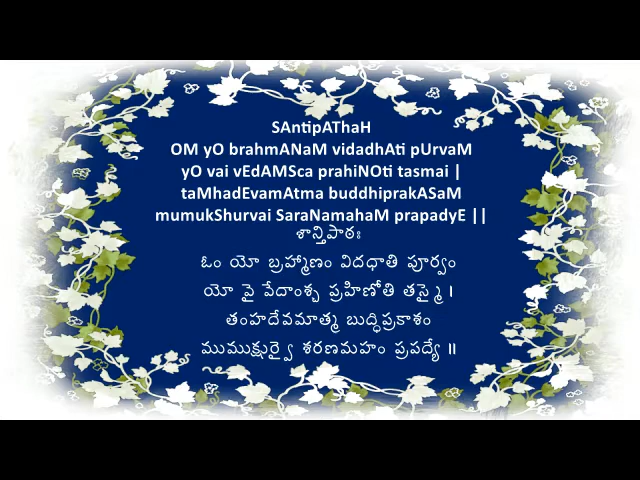 SAntipAThaH
OM yO brahmANaM vidadhAti pUrvaM
yO vai vEdAMSca prahiNOti tasmai |
taMhadEvamAtma buddhiprakASaM
mumukShurvai SaraNamahaM prapadyE ||
శాన్తిపాఠః
ఓం యో బ్రహ్మాణం విదధాతి పూర్వం
యో వై వేదాంశ్చ ప్రహిణోతి తస్మై ।
తంహదేవమాత్మ బుద్ధిప్రకాశం
ముముక్షుర్వై శరణమహం ప్రపద్యే ॥